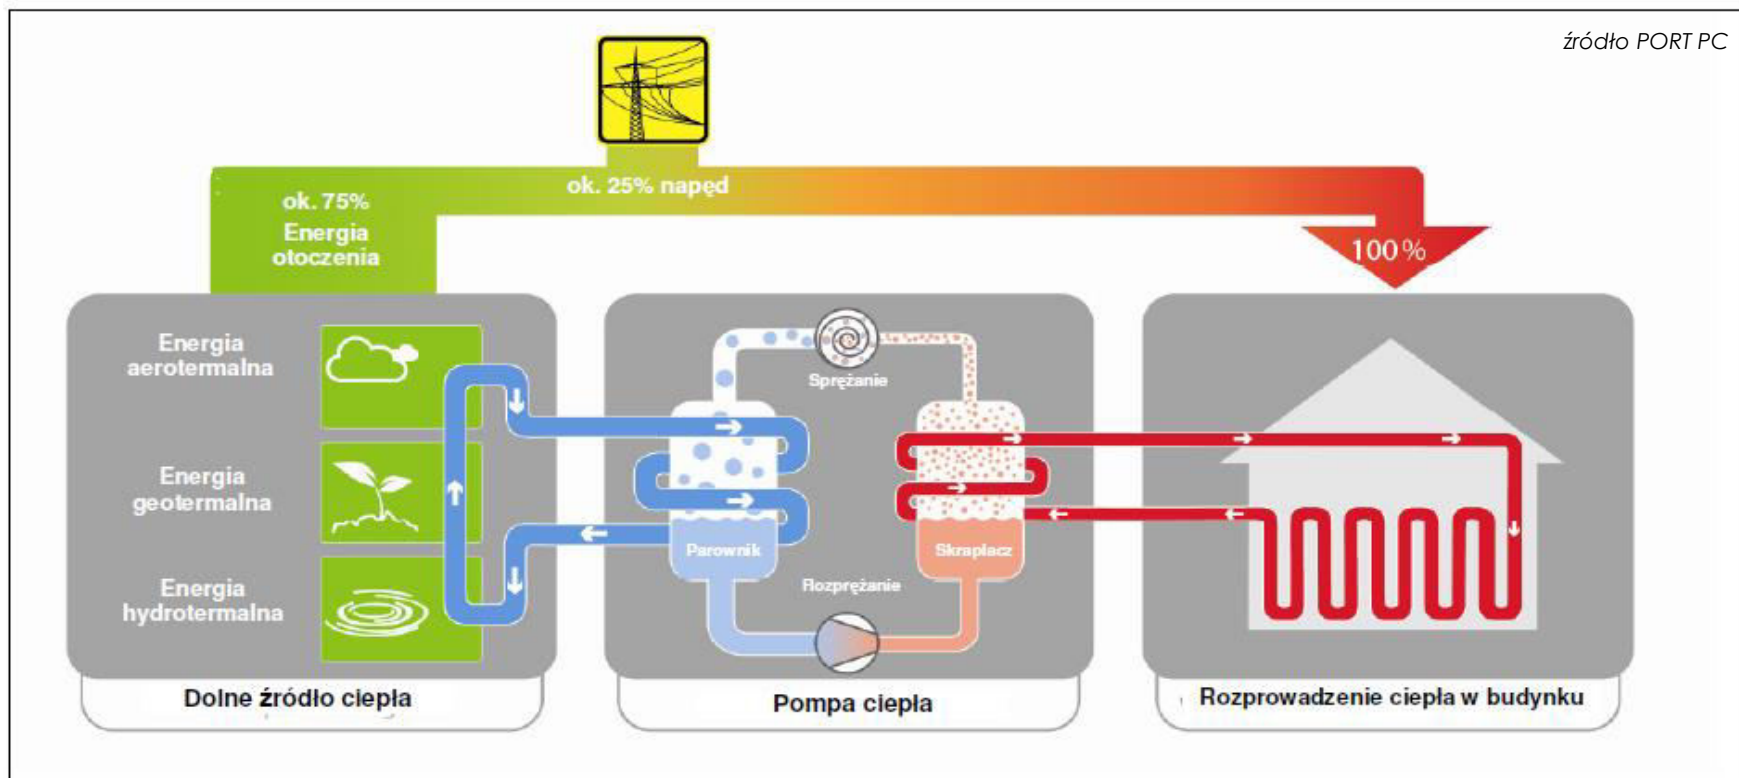 źródło PORT PC
ok. 75%
Energia
otoczenia
ok. 25% napęd
100%
Energia
aerotermalna
Energia
geotermalna
Energia
hydrotermalna
Sprężanie
Parownik
Skraplacz
Rozprężanie
Dolne źródło ciepła
Pompa ciepła
Rozprowadzenie ciepła w budynku